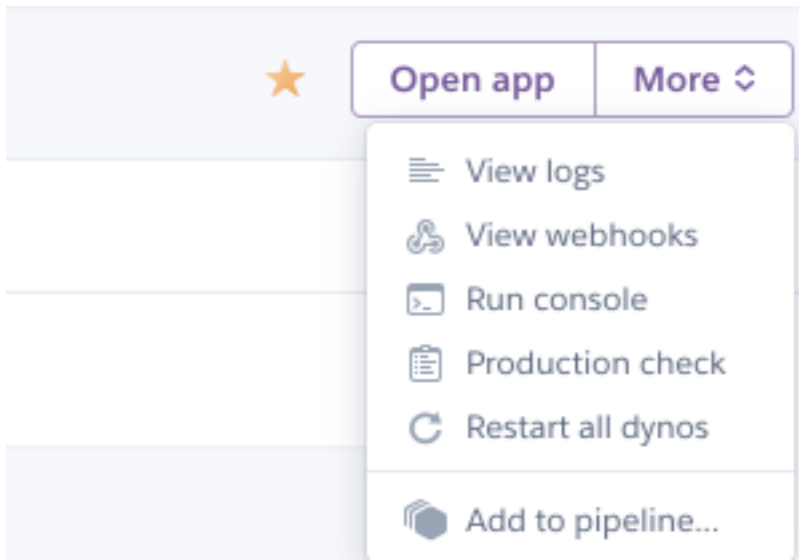 Open app More
View logs
View webhooks
Run console
Production check
Restart all dynos
Add to pipeline...